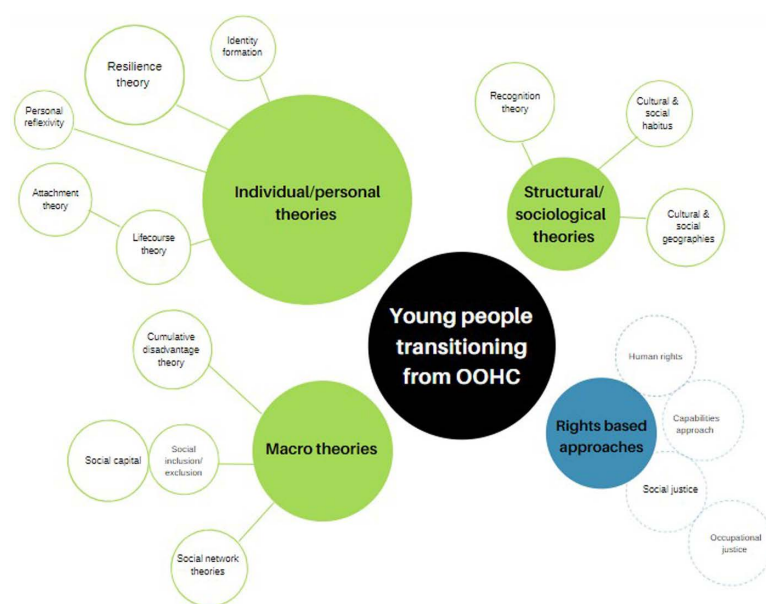 Identity
formation
Resilience
theory
Personal
reflexivity
Attachment
theory
Lifecourse
theory
Individual/personal
theories
Recognition
theory
Cultural &
social
habitus
Structural/
sociological
theories
Cultural &
social
geographies
Young people
transitioning
from OOHC
Cumulative
disadvantage
theory
Social capital
Social
inclusion/
exclusion
Macro theories
Social network
theories
Human rights
Capabilities
approach
Rights based
approaches
Social justice
Occupational
justice